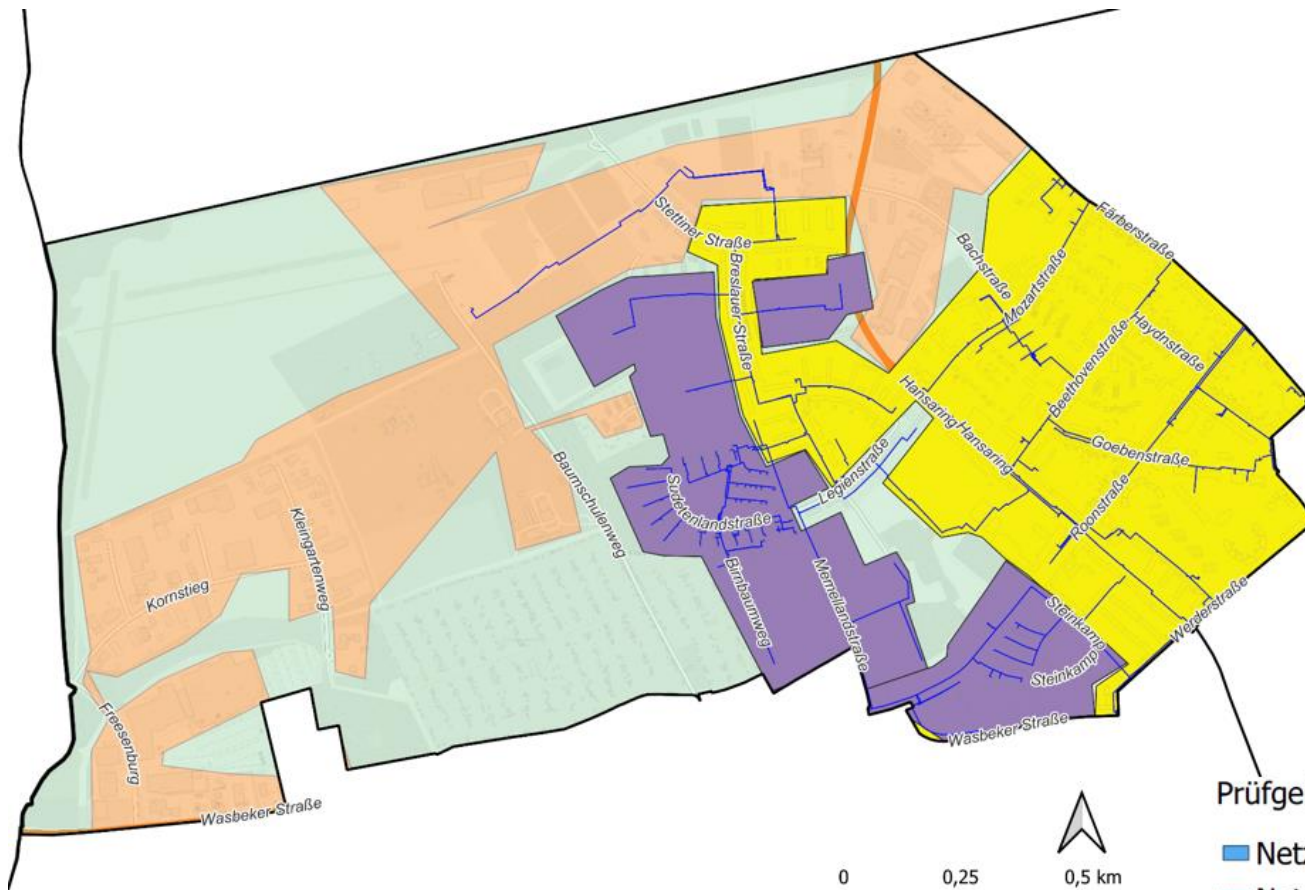 Färberstraße
Stettiner Straße
Bachstraße
Breslauer Straße
Mozartstraße
Haydnstraße
Beethovenstraße
Hansaring
Hansaring
Goebenstraße
Legienstraße
Roonstraße
Sudetenlandstraße
Baumschulenweg
Kleingartenweg
Kornstieg
Birnbaumweg
Memellandstraße
Steinkamp
Steinkamp
Werderstraße
Freesenburg
Wasbeker Straße
Wasbeker Straße
Prüfge
Net
0 0,25 0,5 km